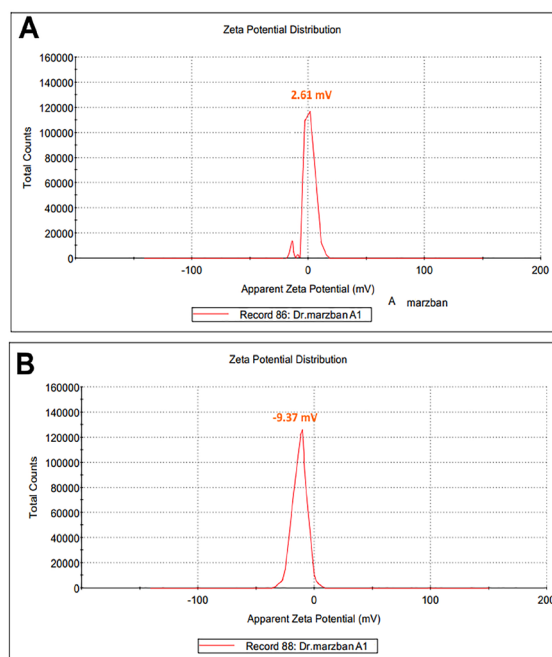 A
Zeta Potential Distribution
160000
140000
120000
100000
80000
60000
40000
20000
0
Total Counts
2.61 mV
-100
0
100
200
Apparent Zeta Potential (mV)
A marzban
Record 86: Dr.marzban A1
B
Zeta Potential Distribution
160000
140000
120000
100000
80000
60000
40000
20000
0
Total Counts
-9.37 mV
-100
0
100
200
Apparent Zeta Potential (mV)
Record 88: Dr.marzban A1